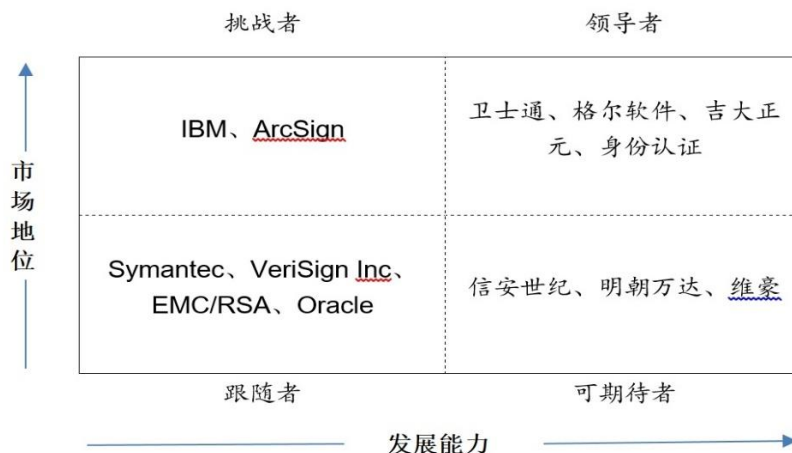 挑战者
领导者
IBM、ArcSign
卫士通、格尔软件、吉大正
元、身份认证
市场地位
Symantec、VeriSign Inc、
EMC/RSA、Oracle
信安世纪、明朝万达、维豪
跟随者
可期待者
发展能力